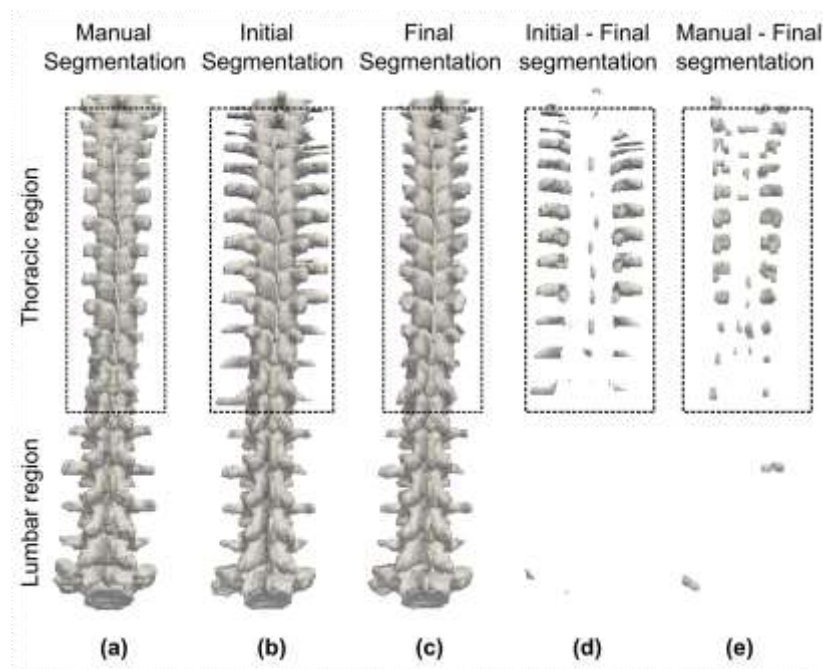 Manual Segmentation
Initial Segmentation
Final Segmentation
Initial - Final segmentation
Manual - Final segmentation
Thoracic region
Lumbar region
(a)
(b)
(c)
(d)
(e)